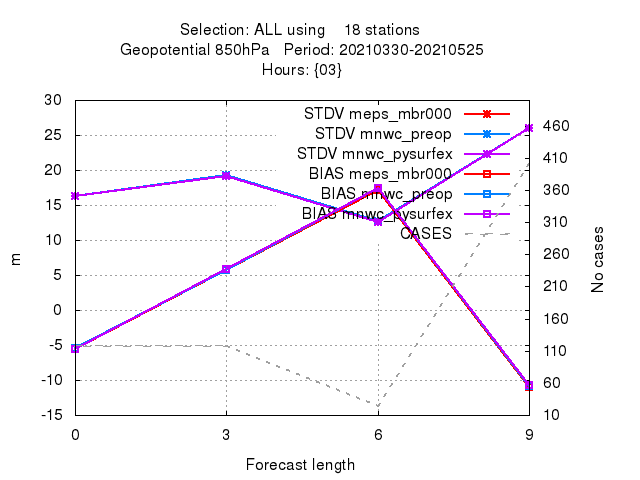 Selection: ALL using    18 stations
Geopotential 850hPa   Period: 20210330-20210525
Hours: {03}
30
25
20
15
10
5
0
-5
-10
-15
m
STDV meps_mbr000
STDV mnwc_preop
STDV mnwc_pysurfex
BIAS meps_mbr000
BIAS mnwc_preop
BIAS mnwc_pysurfex
CASES
460
410
360
310
260
210
160
110
60
10
No cases
0 3 6 9
Forecast length